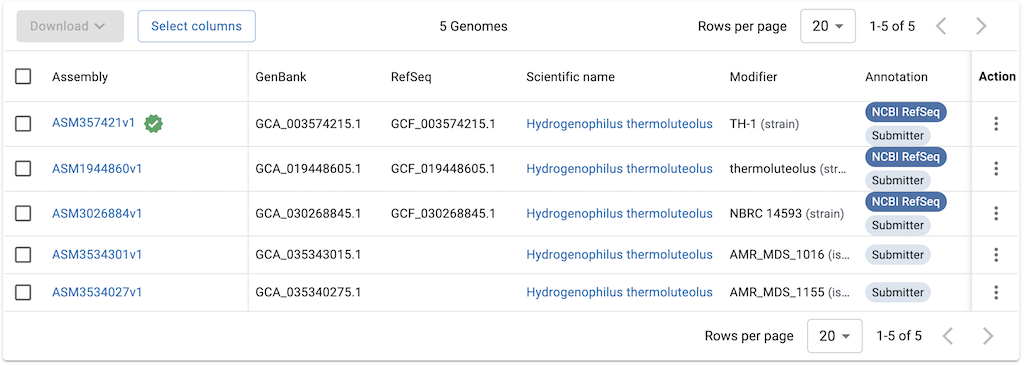 Download Select columns 5 Genomes Rows per page 20 1-5 of 5
Assembly GenBank RefSeq Scientific name Modifier Annotation Action
ASM357421v1 GCA_003574215.1 GCF_003574215.1 Hydrogenophilus thermoluteolus TH-1 (strain) NCBI RefSeq
Submitter
ASM1944860v1 GCA_019448605.1 GCF_019448605.1 Hydrogenophilus thermoluteolus thermoluteolus (str... NCBI RefSeq
Submitter
ASM3026884v1 GCA_030268845.1 GCF_030268845.1 Hydrogenophilus thermoluteolus NBRC 14593 (strain) NCBI RefSeq
Submitter
ASM3534301v1 GCA_035343015.1 Hydrogenophilus thermoluteolus AMR_MDS_1016 (is... Submitter
ASM3534027v1 GCA_035340275.1 Hydrogenophilus thermoluteolus AMR_MDS_1155 (is... Submitter
Rows per page 20 1-5 of 5